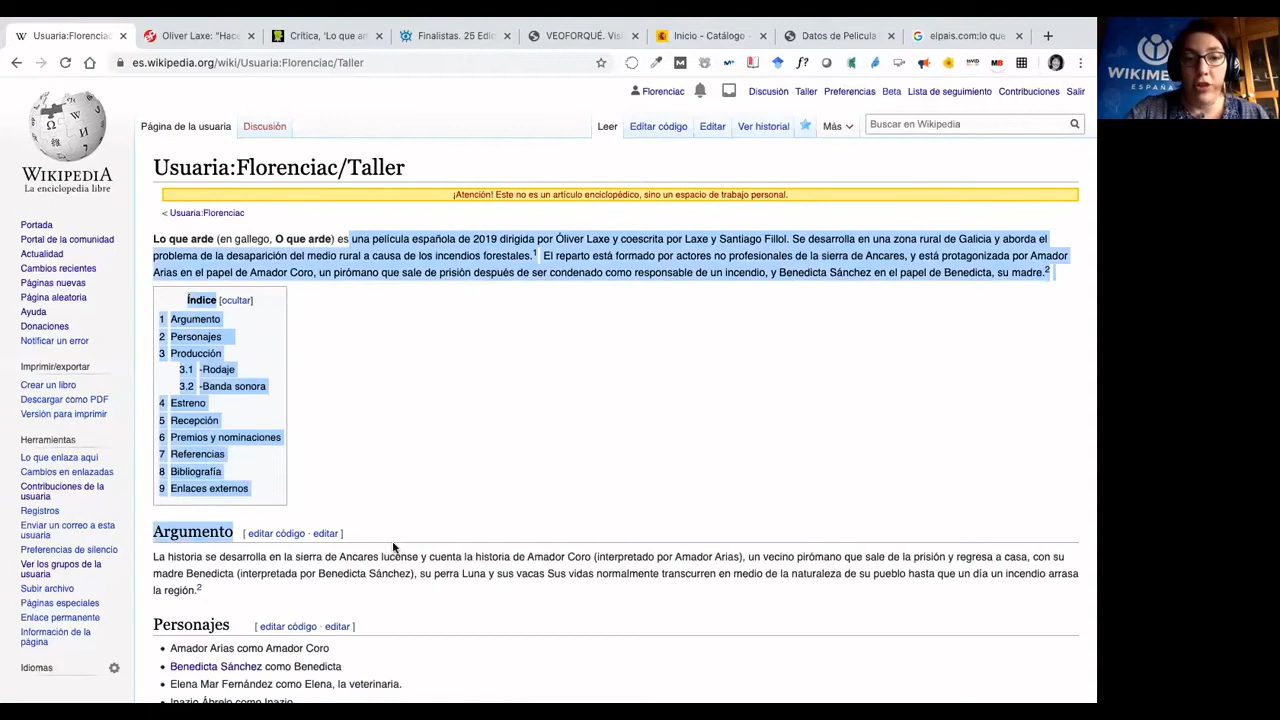 Usuaria:Florenciac
Oliver Laxe: "Hace
Crítica, 'Lo que an
Finalistas. 25 Edic
VEOFORQUÉ. Vis
Inicio – Catálogo
Datos de Pelicula
elpais.com;lo que
es.wikipedia.org/wiki/Usuaria:Florenciac/Taller
WIKIME
ESPAÑA
Florenciac Discusión Taller Preferencias Beta Lista de seguimiento Contribuciones Salir
Página de la usuaria Discusión Leer Editar código Editar Ver historial Más Buscar en Wikipedia
WIKIPEDIA
La enciclopedia libre
Portada
Portal de la comunidad
Actualidad
Cambios recientes
Páginas nuevas
Página aleatoria
Ayuda
Donaciones
Notificar un error
Imprimir/exportar
Crear un libro
Descargar como PDF
Versión para imprimir
Herramientas
Lo que enlaza aquí
Cambios en enlazadas
Contribuciones de la
usuaria
Registros
Enviar un correo a esta
usuaria
Preferencias de silencio
Ver los grupos de la
usuaria
Subir archivo
Páginas especiales
Enlace permanente
Información de la
página
Idiomas
Usuaria:Florenciac/Taller
¡Atención! Este no es un artículo enciclopédico, sino un espacio de trabajo personal.
< Usuaria:Florenciac
Lo que arde (en gallego, O que arde) es una película española de 2019 dirigida por Óliver Laxe y coescrita por Laxe y Santiago Fillol. Se desarrolla en una zona rural de Galicia y aborda el
problema de la desaparición del medio rural a causa de los incendios forestales.1 El reparto está formado por actores no profesionales de la sierra de Ancares, y está protagonizada por Amador
Arias en el papel de Amador Coro, un pirómano que sale de prisión después de ser condenado como responsable de un incendio, y Benedicta Sánchez en el papel de Benedicta, su madre.2
Índice [ocultar]
1 Argumento
2 Personajes
3 Producción
3.1 -Rodaje
3.2 -Banda sonora
4 Estreno
5 Recepción
6 Premios y nominaciones
7 Referencias
8 Bibliografía
9 Enlaces externos
Argumento [ editar código · editar ]
La historia se desarrolla en la sierra de Ancares lucense y cuenta la historia de Amador Coro (interpretado por Amador Arias), un vecino pirómano que sale de la prisión y regresa a casa, con su
madre Benedicta (interpretada por Benedicta Sánchez), su perra Luna y sus vacas Sus vidas normalmente transcurren en medio de la naturaleza de su pueblo hasta que un día un incendio arrasa
la región.2
Personajes [ editar código · editar ]
Amador Arias como Amador Coro
Benedicta Sánchez como Benedicta
Elena Mar Fernández como Elena, la veterinaria.
Inazio Ábrelo como Inazio